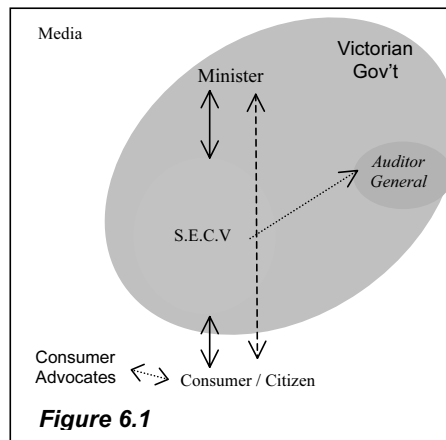 Media
Victorian
Gov't
Minister
Auditor
General
S.E.C.V
Consumer
Advocates
Consumer / Citizen
Figure 6.1